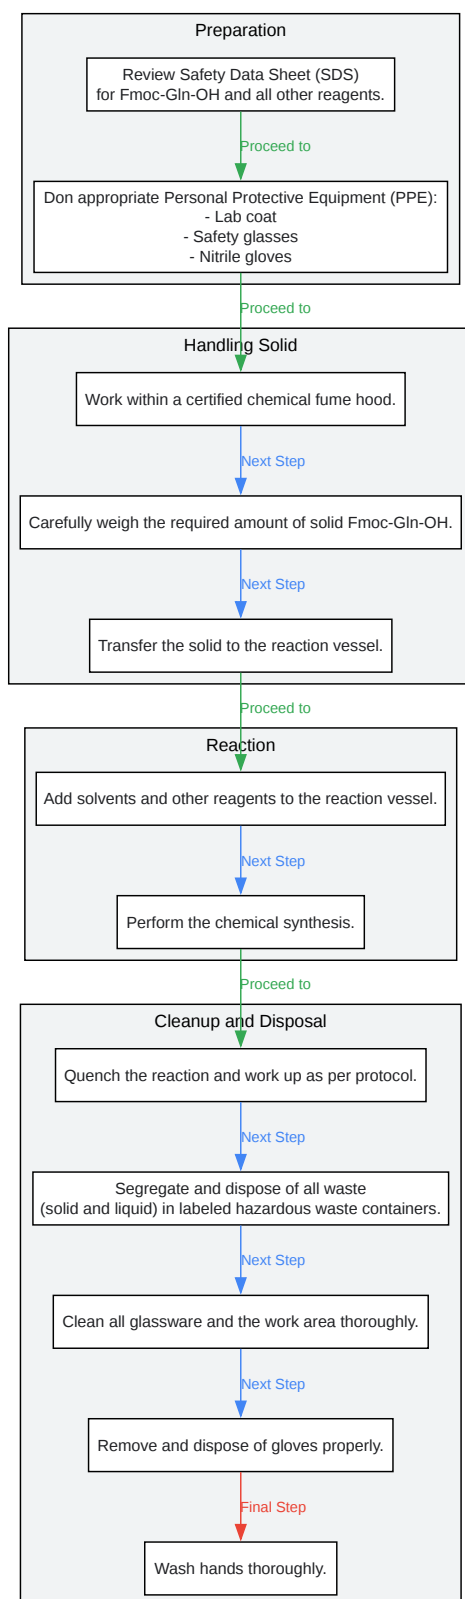 Preparation
Review Safety Data Sheet (SDS)
for Fmoc-Gln-OH and all other reagents.
Proceed to
Don appropriate Personal Protective Equipment (PPE):
- Lab coat
- Safety glasses
- Nitrile gloves
Proceed to
Handling Solid
Work within a certified chemical fume hood.
Next Step
Carefully weigh the required amount of solid Fmoc-Gln-OH.
Next Step
Transfer the solid to the reaction vessel.
Proceed to
Reaction
Add solvents and other reagents to the reaction vessel.
Next Step
Perform the chemical synthesis.
Proceed to
Cleanup and Disposal
Quench the reaction and work up as per protocol.
Next Step
Segregate and dispose of all waste
(solid and liquid) in labeled hazardous waste containers.
Next Step
Clean all glassware and the work area thoroughly.
Next Step
Remove and dispose of gloves properly.
Final Step
Wash hands thoroughly.